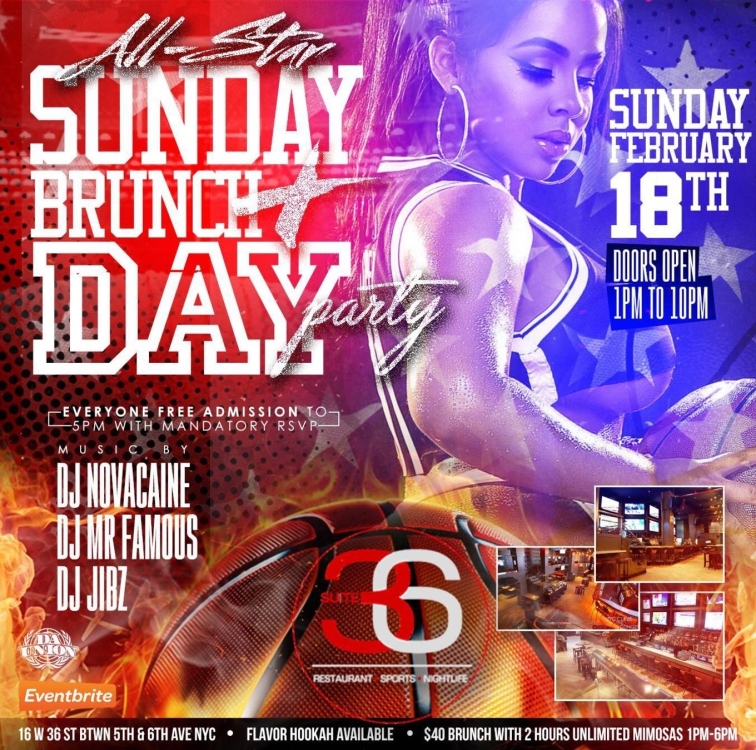 All-Star
SUNDAY
BRUNCH +
DAY
party
SUNDAY
FEBRUARY
18TH
DOORS OPEN
1PM TO 10PM
EVERYONE FREE ADMISSION TO
5PM WITH MANDATORY RSVP
MUSIC BY
DJ NOVACAINE
DJ MR FAMOUS
DJ JIBZ
SUITE 36
RESTAURANT SPORTS NIGHTLIFE
DA UNION
Eventbrite
16 W 36 ST BTWN 5TH & 6TH AVE NYC • FLAVOR HOOKAH AVAILABLE • $40 BRUNCH WITH 2 HOURS UNLIMITED MIMOSAS 1PM-6PM